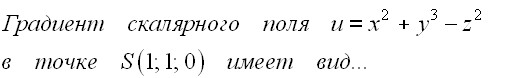 Градиент скалярного поля u = x² + y³ − z²
в точке S(1; 1; 0) имеет вид...